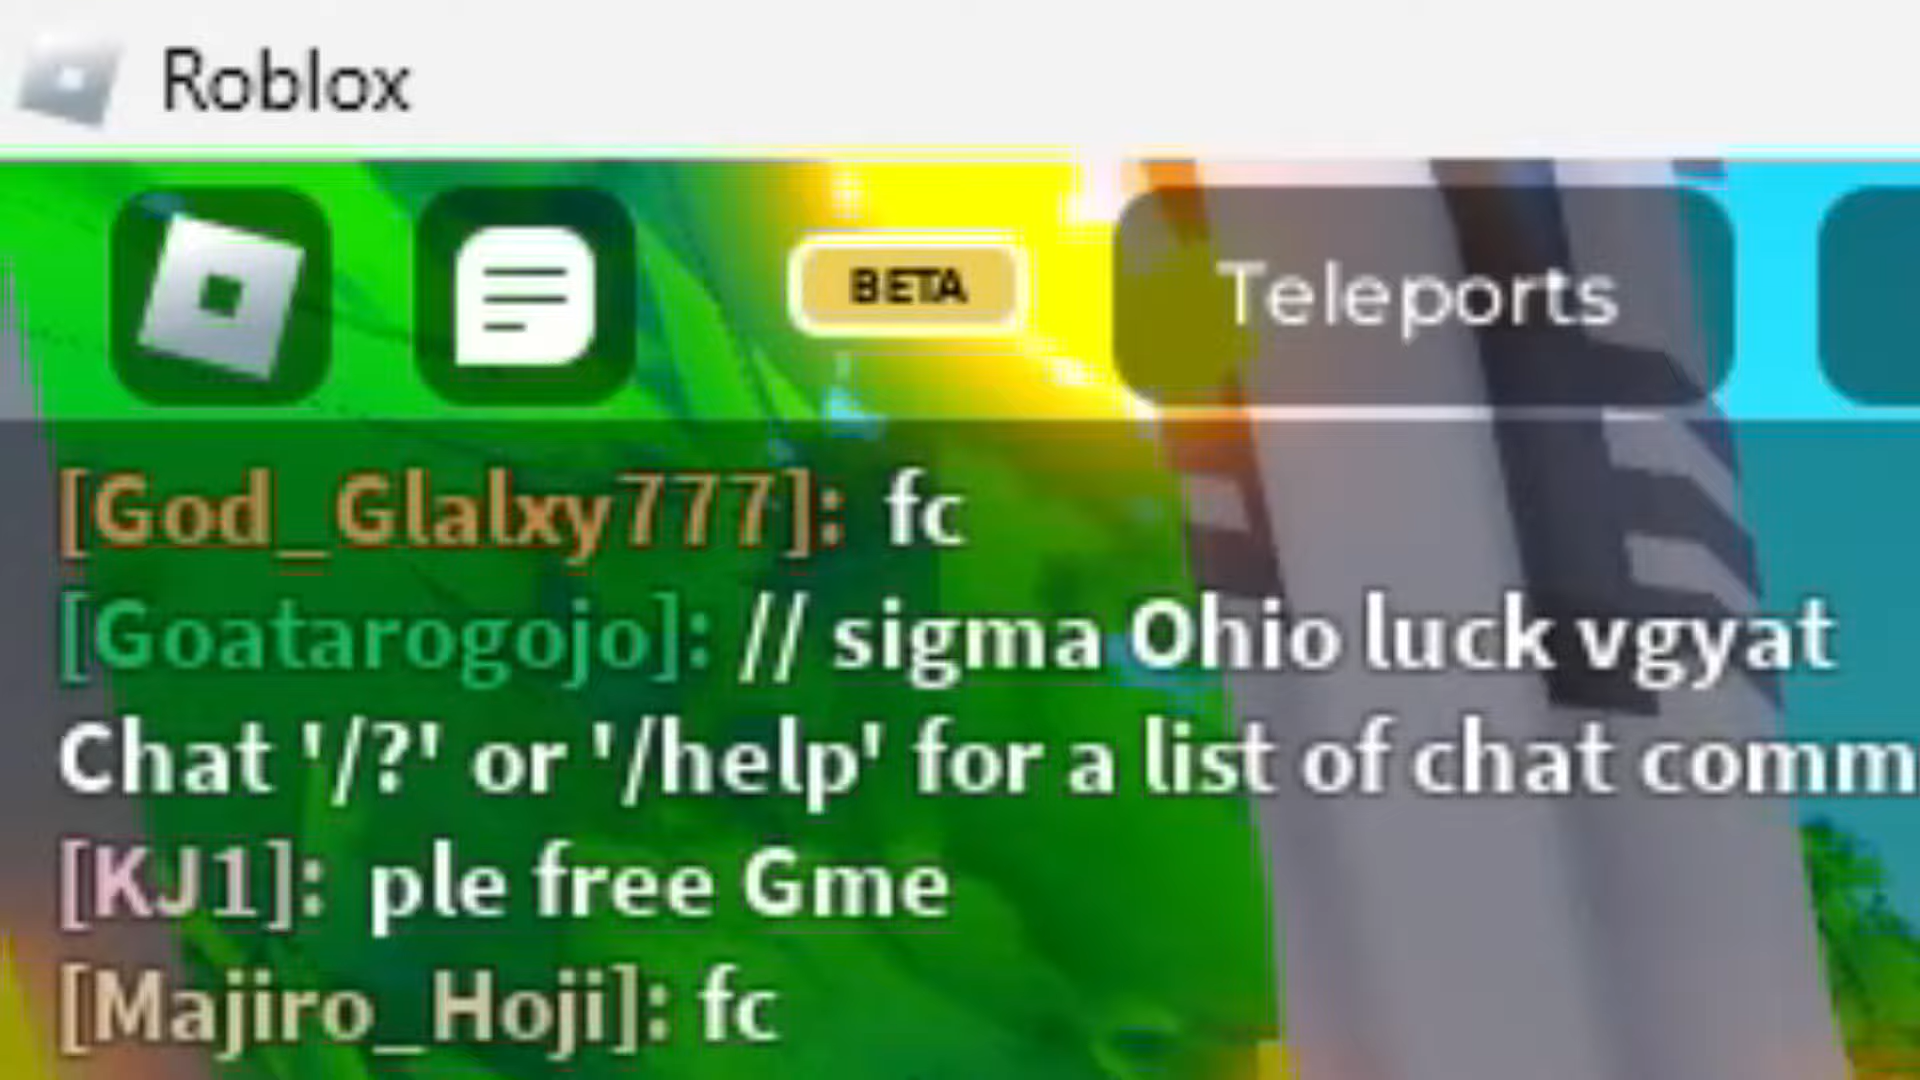 Roblox
BETA
Teleports
[God_Glalxy777]: fc
[Goatarogojo]: // sigma Ohio luck vgyat
Chat '/?' or '/help' for a list of chat comm
[KJ1]: ple free Gme
[Majiro_Hoji]: fc